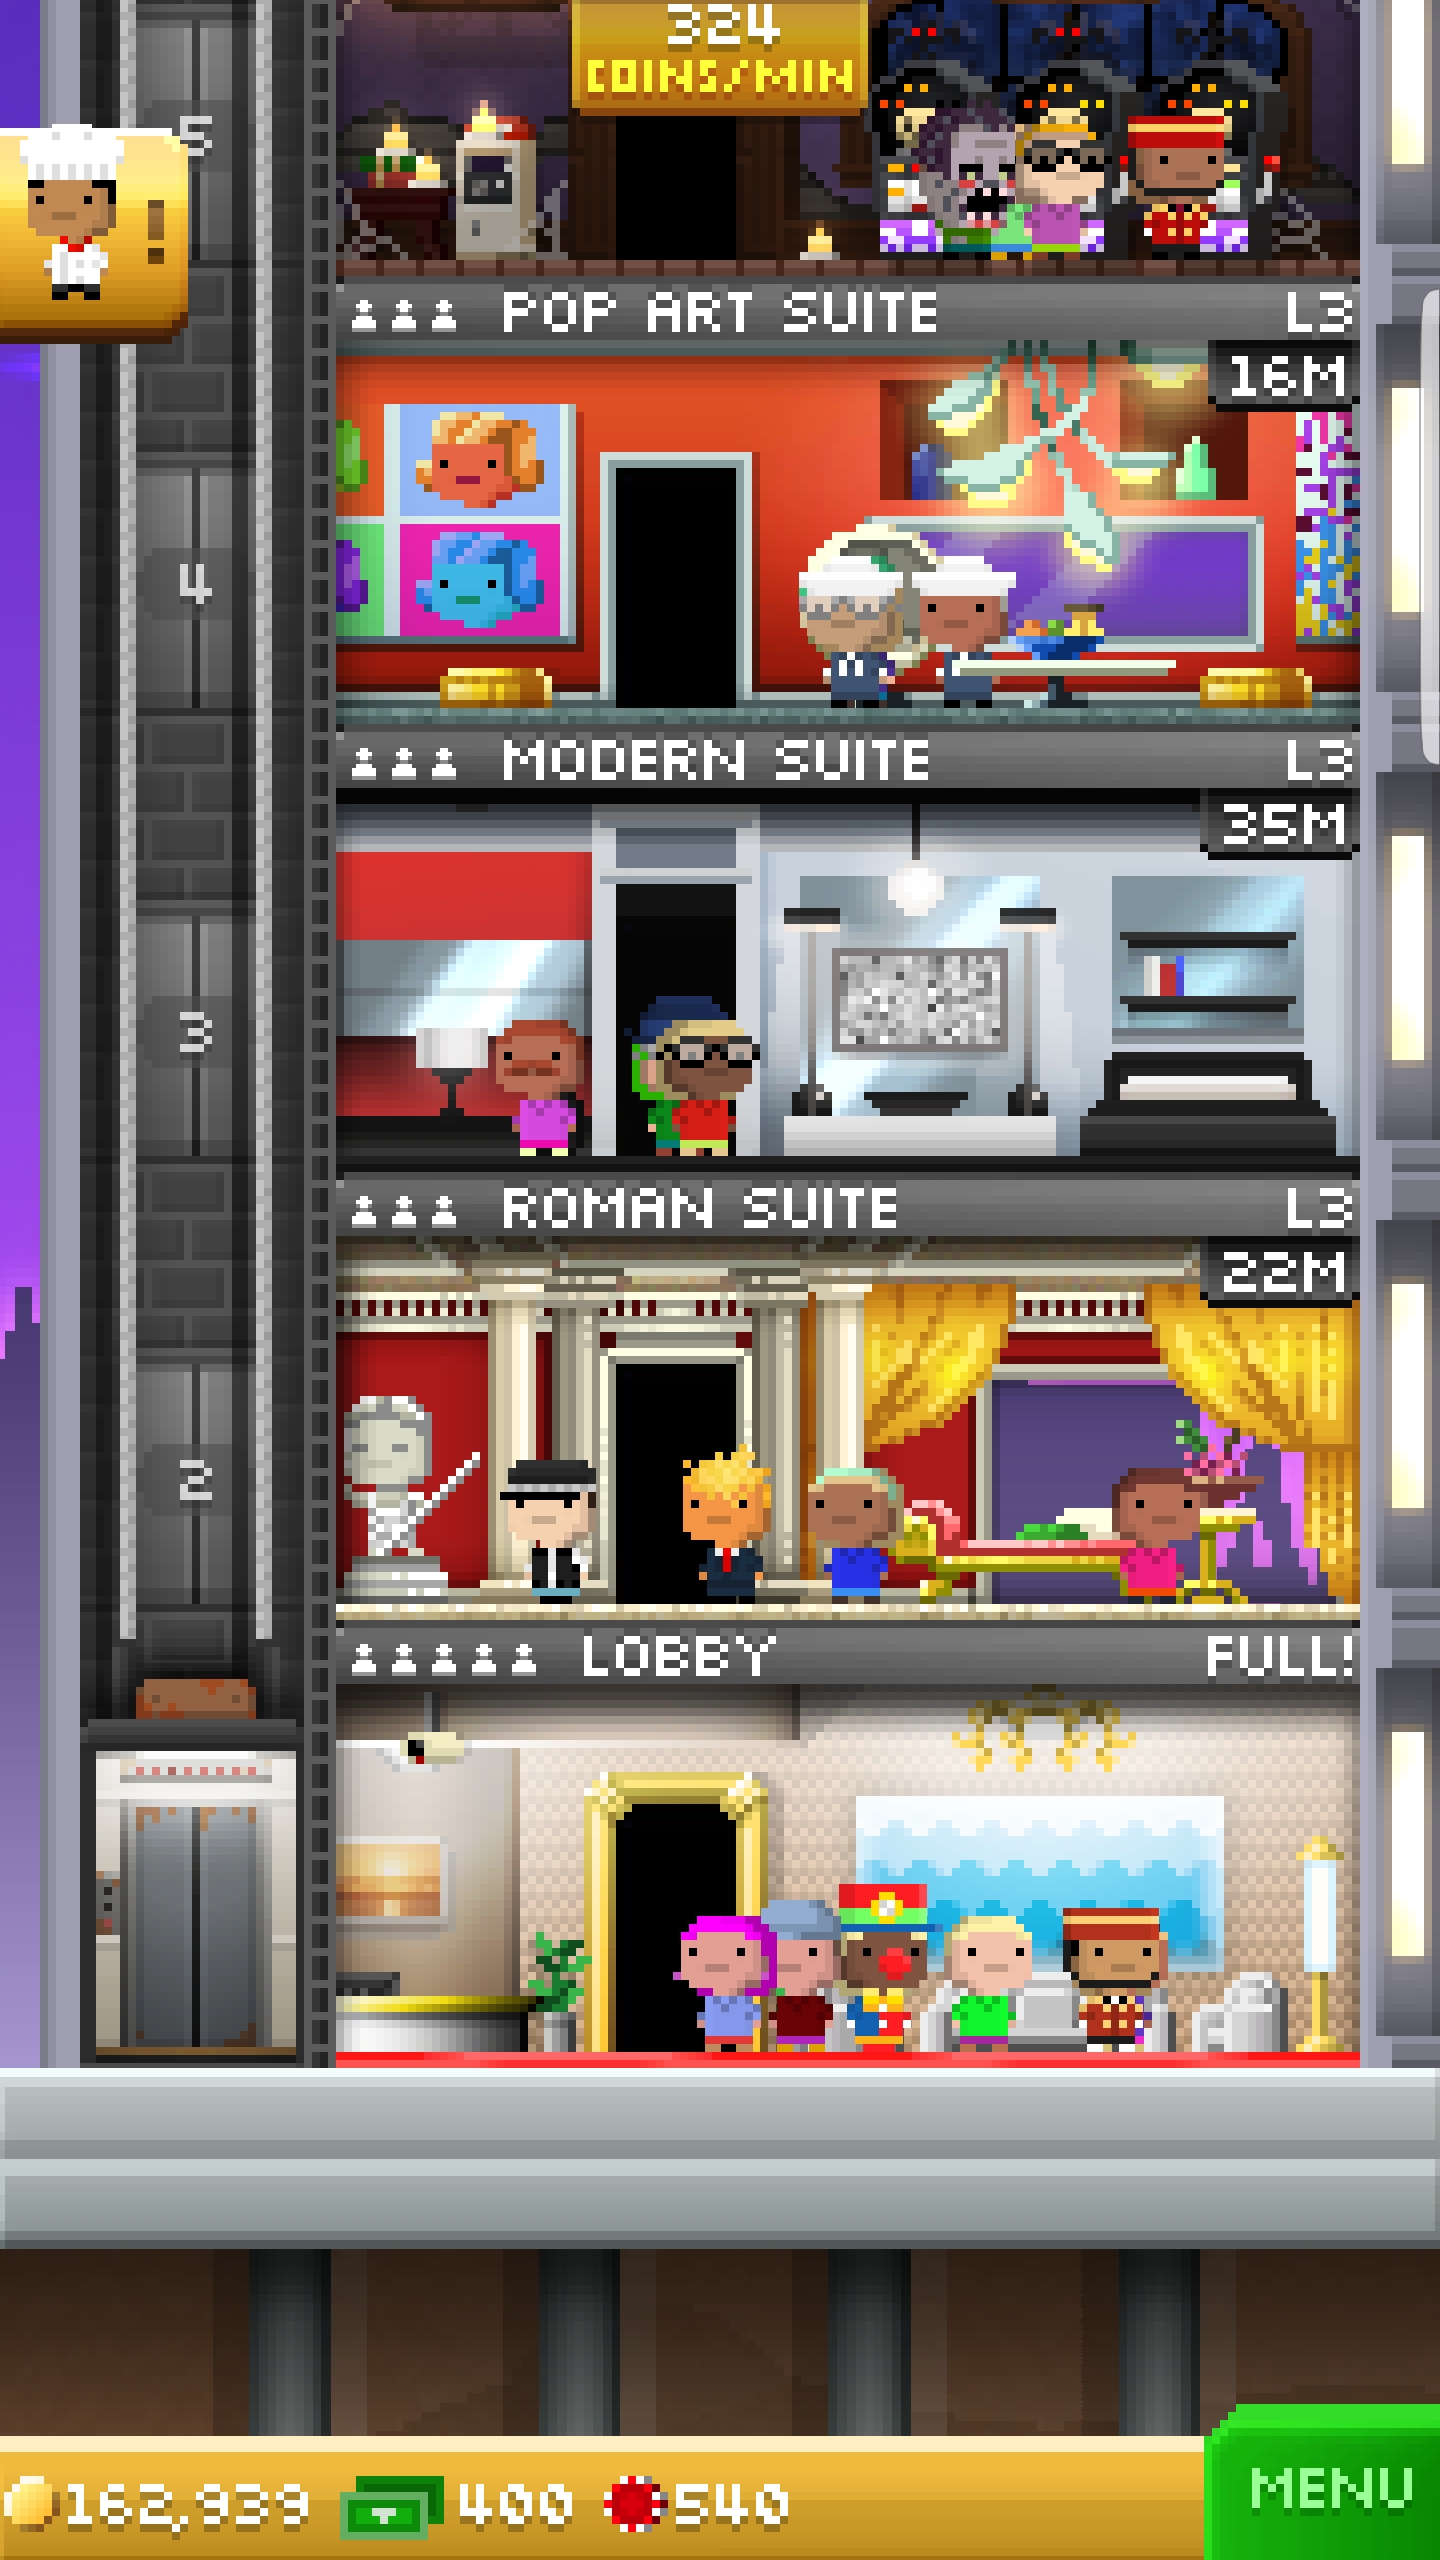 324
COINS/MIN
5
!
POP ART SUITE L3
16M
4
MODERN SUITE L3
35M
3
ROMAN SUITE L3
22M
2
LOBBY FULL!
162,939 400 540
MENU